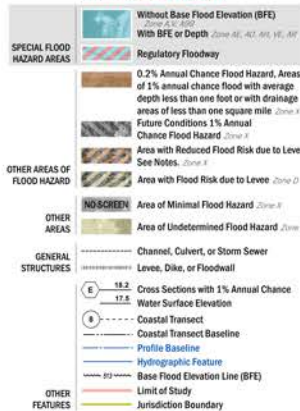 Without Base Flood Elevation (BFE)
Zone A, V, A99
With BFE or Depth Zone AE, AO, AH, VE, AR
SPECIAL FLOOD
HAZARD AREAS
Regulatory Floodway
0.2% Annual Chance Flood Hazard, Areas
of 1% annual chance flood with average
depth less than one foot or with drainage
areas of less than one square mile Zone X
Future Conditions 1% Annual
Chance Flood Hazard Zone X
Area with Reduced Flood Risk due to Leve
See Notes. Zone X
OTHER AREAS OF
FLOOD HAZARD
Area with Flood Risk due to Levee Zone D
NO SCREEN Area of Minimal Flood Hazard Zone X
OTHER
AREAS
Area of Undetermined Flood Hazard Zone
GENERAL
STRUCTURES
Channel, Culvert, or Storm Sewer
Levee, Dike, or Floodwall
E 18.2 Cross Sections with 1% Annual Chance
17.5 Water Surface Elevation
8 Coastal Transect
Coastal Transect Baseline
Profile Baseline
Hydrographic Feature
513 Base Flood Elevation Line (BFE)
OTHER
FEATURES
Limit of Study
Jurisdiction Boundary